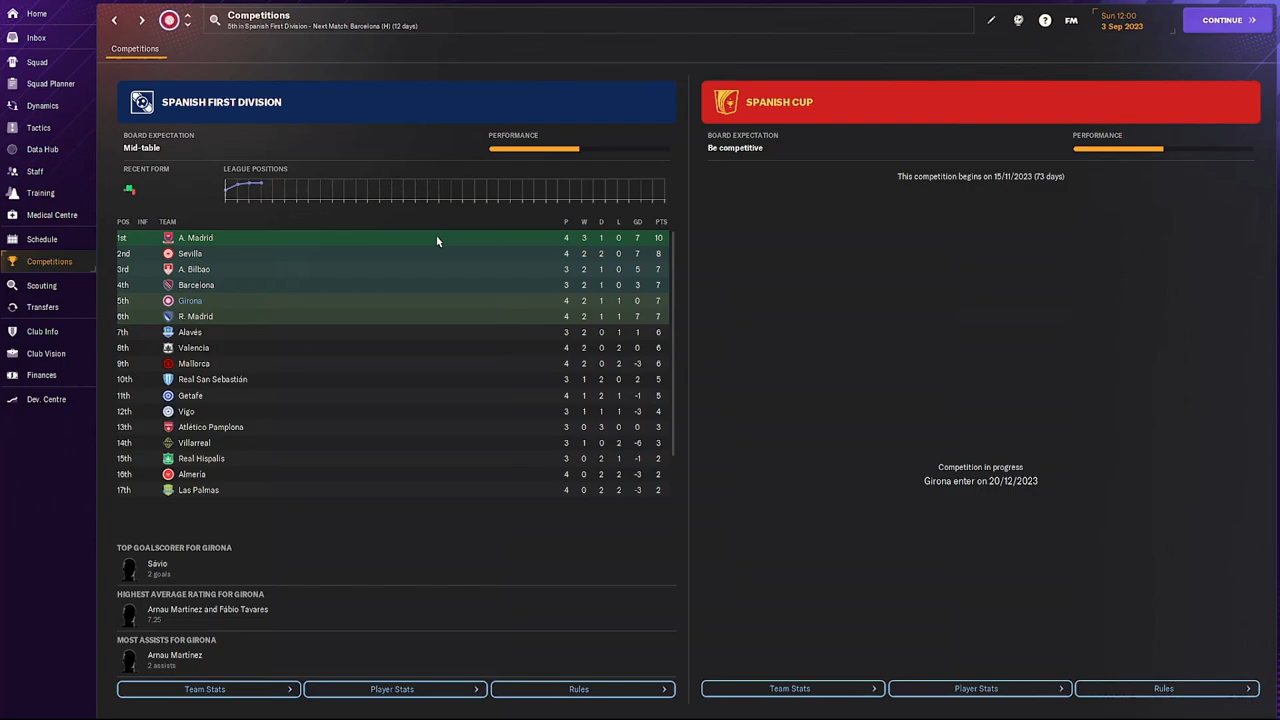 Home
Inbox
Squad
Squad Planner
Dynamics
Tactics
Data Hub
Staff
Training
Medical Centre
Schedule
Competitions
Scouting
Transfers
Club Info
Club Vision
Finances
Dev. Centre
Competitions
5th in Spanish First Division - Next Match: Barcelona (H) (12 days)
? FM
Sun 12:00
3 Sep 2023
CONTINUE
Competitions
SPANISH FIRST DIVISION
BOARD EXPECTATION PERFORMANCE
Mid-table
RECENT FORM LEAGUE POSITIONS
POS INF TEAM P W D L GD PTS
1st A. Madrid 4 3 1 0 7 10
2nd Sevilla 4 2 2 0 7 8
3rd A. Bilbao 3 2 1 0 5 7
4th Barcelona 3 2 1 0 3 7
5th Girona 4 2 1 1 0 7
6th R. Madrid 4 2 1 1 7 7
7th Alavés 3 2 0 1 1 6
8th Valencia 4 2 0 2 0 6
9th Mallorca 4 2 0 2 -3 6
10th Real San Sebastián 3 1 2 0 2 5
11th Getafe 4 1 2 1 -1 5
12th Vigo 3 1 1 1 -3 4
13th Atlético Pamplona 3 0 3 0 0 3
14th Villarreal 3 1 0 2 -6 3
15th Real Hispalis 3 0 2 1 -1 2
16th Almería 4 0 2 2 -3 2
17th Las Palmas 4 0 2 2 -3 2
TOP GOALSCORER FOR GIRONA
Sávio
2 goals
HIGHEST AVERAGE RATING FOR GIRONA
Arnau Martínez and Fábio Tavares
7.25
MOST ASSISTS FOR GIRONA
Arnau Martínez
2 assists
Team Stats Player Stats Rules
SPANISH CUP
BOARD EXPECTATION PERFORMANCE
Be competitive
This competition begins on 15/11/2023 (73 days)
Competition in progress
Girona enter on 20/12/2023
Team Stats Player Stats Rules